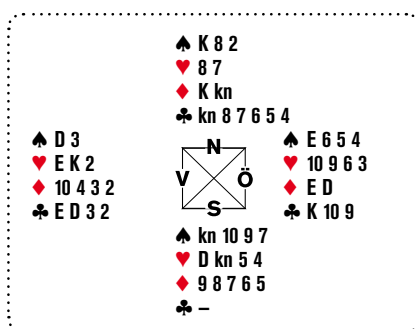 ♠ K 8 2
♥ 8 7
♦ K kn
♣ kn 8 7 6 5 4
♠ D 3
♥ E K 2
♦ 10 4 3 2
♣ E D 3 2
N
V Ö
S
♠ E 6 5 4
♥ 10 9 6 3
♦ E D
♣ K 10 9
♠ kn 10 9 7
♥ D kn 5 4
♦ 9 8 7 6 5
♣ –